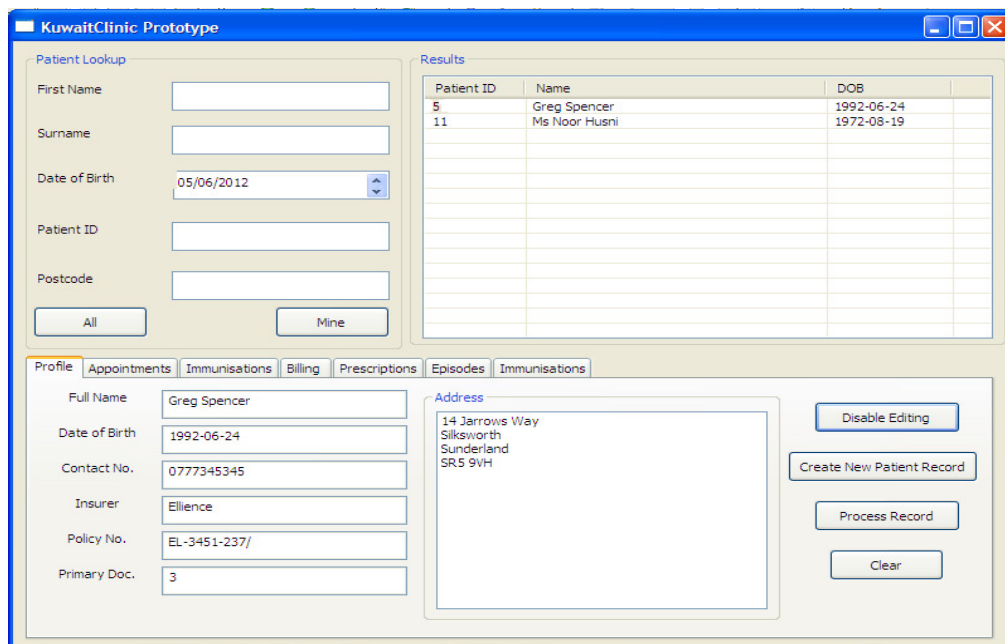 KuwaitClinic Prototype
Patient Lookup
First Name
Surname
Date of Birth 05/06/2012
Patient ID
Postcode
All Mine
Results
Patient ID Name DOB
5 Greg Spencer 1992-06-24
11 Ms Noor Husni 1972-08-19
Profile Appointments Immunisations Billing Prescriptions Episodes Immunisations
Full Name Greg Spencer
Date of Birth 1992-06-24
Contact No. 0777345345
Insurer Ellience
Policy No. EL-3451-237/
Primary Doc. 3
Address
14 Jarrows Way
Silksworth
Sunderland
SR5 9VH
Disable Editing
Create New Patient Record
Process Record
Clear